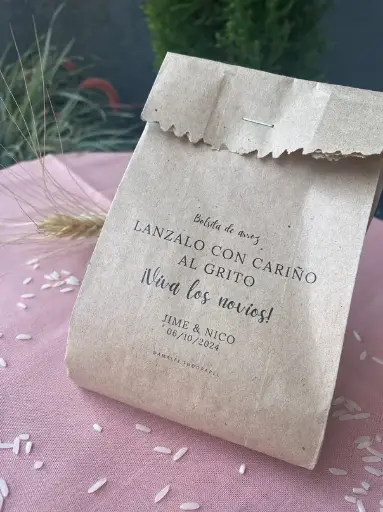 Bolsita de arroz
LANZALO CON CARIÑO
AL GRITO
¡Viva los novios!
JIME & NICO
06/10/2024